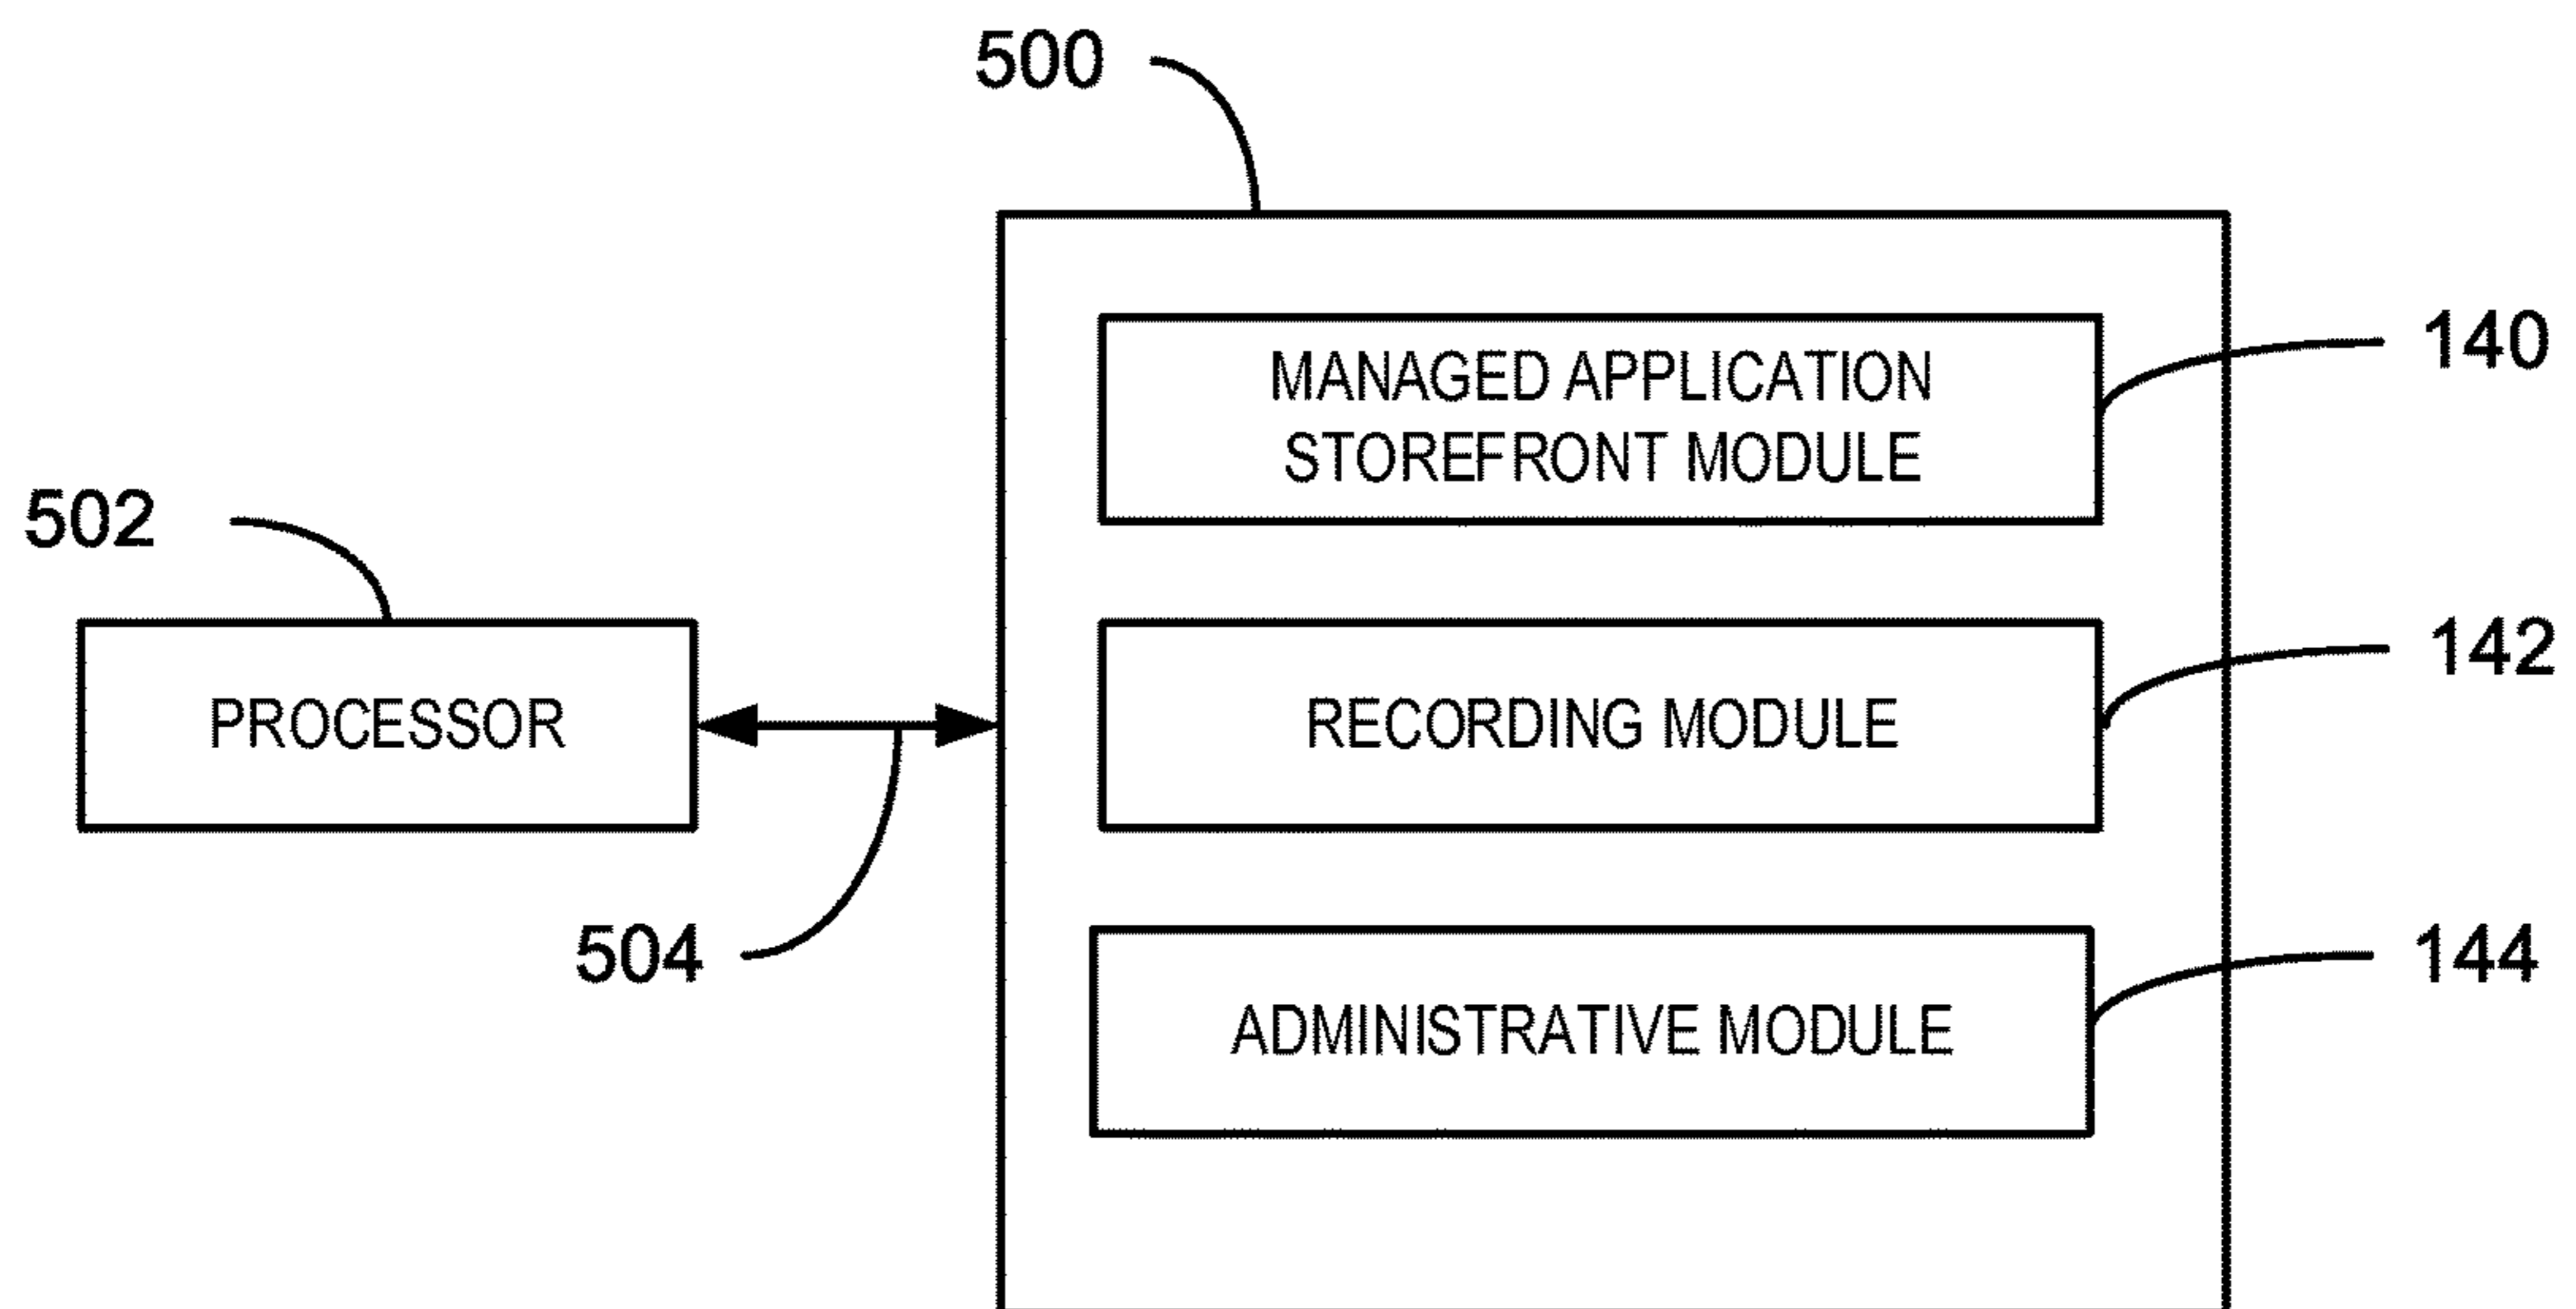 500
MANAGED APPLICATION
STOREFRONT MODULE
140
502
PROCESSOR
RECORDING MODULE
142
504
ADMINISTRATIVE MODULE
144